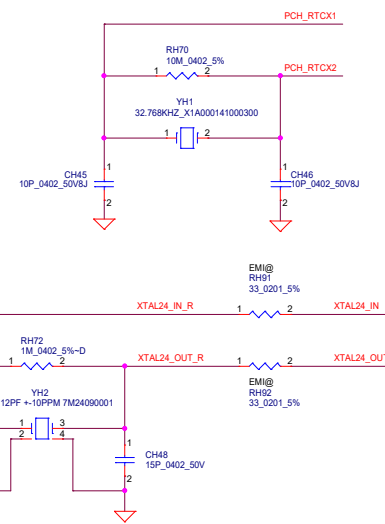 PCH_RTCX1
RH70
10M_0402_5%
1 2
PCH_RTCX2
YH1
32.768KHZ_X1A000141000300
1 2
CH45
10P_0402_50V8J
1
2
CH46
10P_0402_50V8J
1
2
EMI@
RH91
33_0201_5%
XTAL24_IN_R
1 2
XTAL24_IN
RH72
1M_0402_5%~D
1 2
XTAL24_OUT_R
1 2
XTAL24_OUT
EMI@
RH92
33_0201_5%
YH2
12PF +-10PPM 7M24090001
1 3
2 4
CH48
15P_0402_50V
1
2